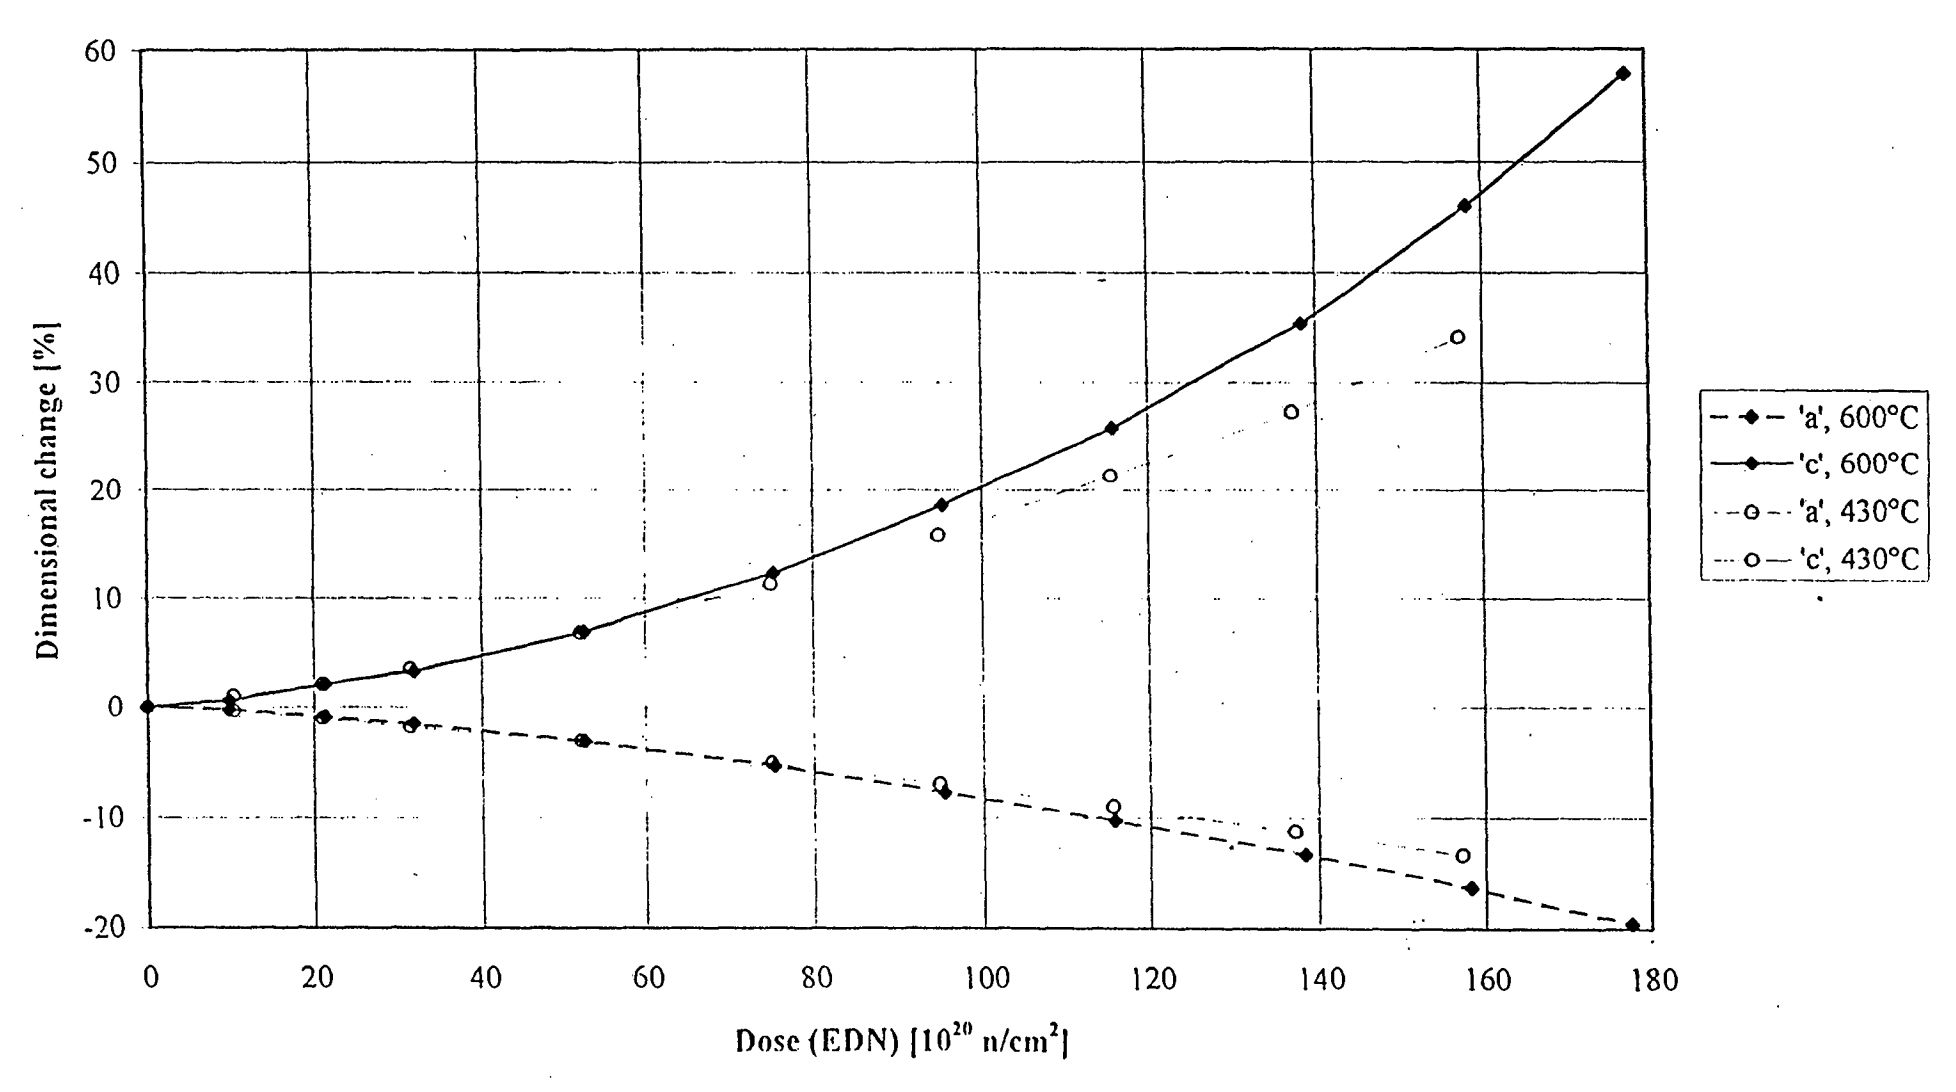 60
50
40
30
20
10
0
-10
-20
Dimensional change [%]
0 20 40 60 80 100 120 140 160 180
Dose (EDN) [10²⁰ n/cm²]
'a', 600°C
'c', 600°C
'a', 430°C
'c', 430°C